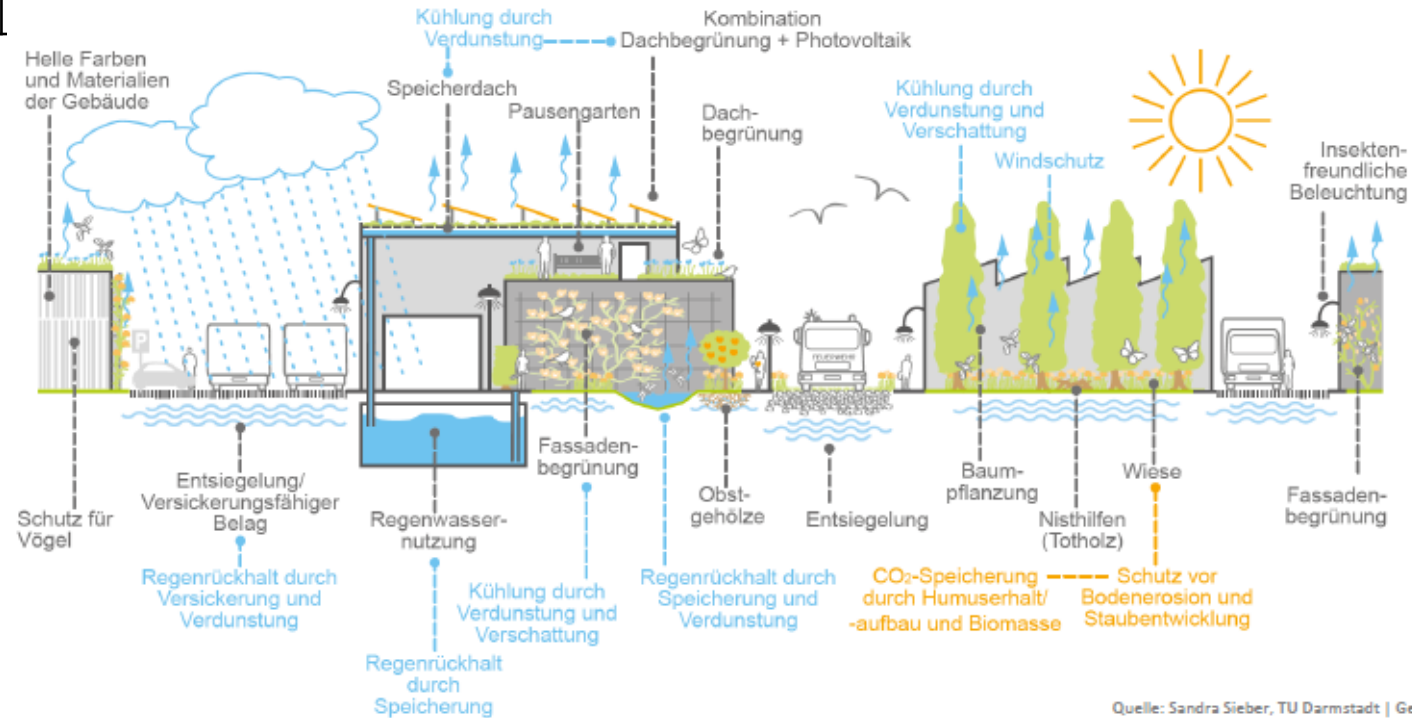 Kühlung durch
Verdunstung
Kombination
Dachbegrünung + Photovoltaik
Helle Farben
und Materialien
der Gebäude
Speicherdach
Pausengarten
Dach-
begrünung
Kühlung durch
Verdunstung und
Verschattung
Windschutz
Insekten-
freundliche
Beleuchtung
P
FEUERWEHR
Schutz für
Vögel
Entsiegelung/
Versickerungsfähiger
Belag
Regenrückhalt durch
Versickerung und
Verdunstung
Regenwasser-
nutzung
Regenrückhalt
durch
Speicherung
Fassaden-
begrünung
Kühlung durch
Verdunstung und
Verschattung
Regenrückhalt durch
Speicherung und
Verdunstung
Obst-
gehölze
Entsiegelung
Baum-
pflanzung
Nisthilfen
(Totholz)
Wiese
CO₂-Speicherung
durch Humuserhalt/
-aufbau und Biomasse
Schutz vor
Bodenerosion und
Staubentwicklung
Fassaden-
begrünung
Quelle: Sandra Sieber, TU Darmstadt | Ge